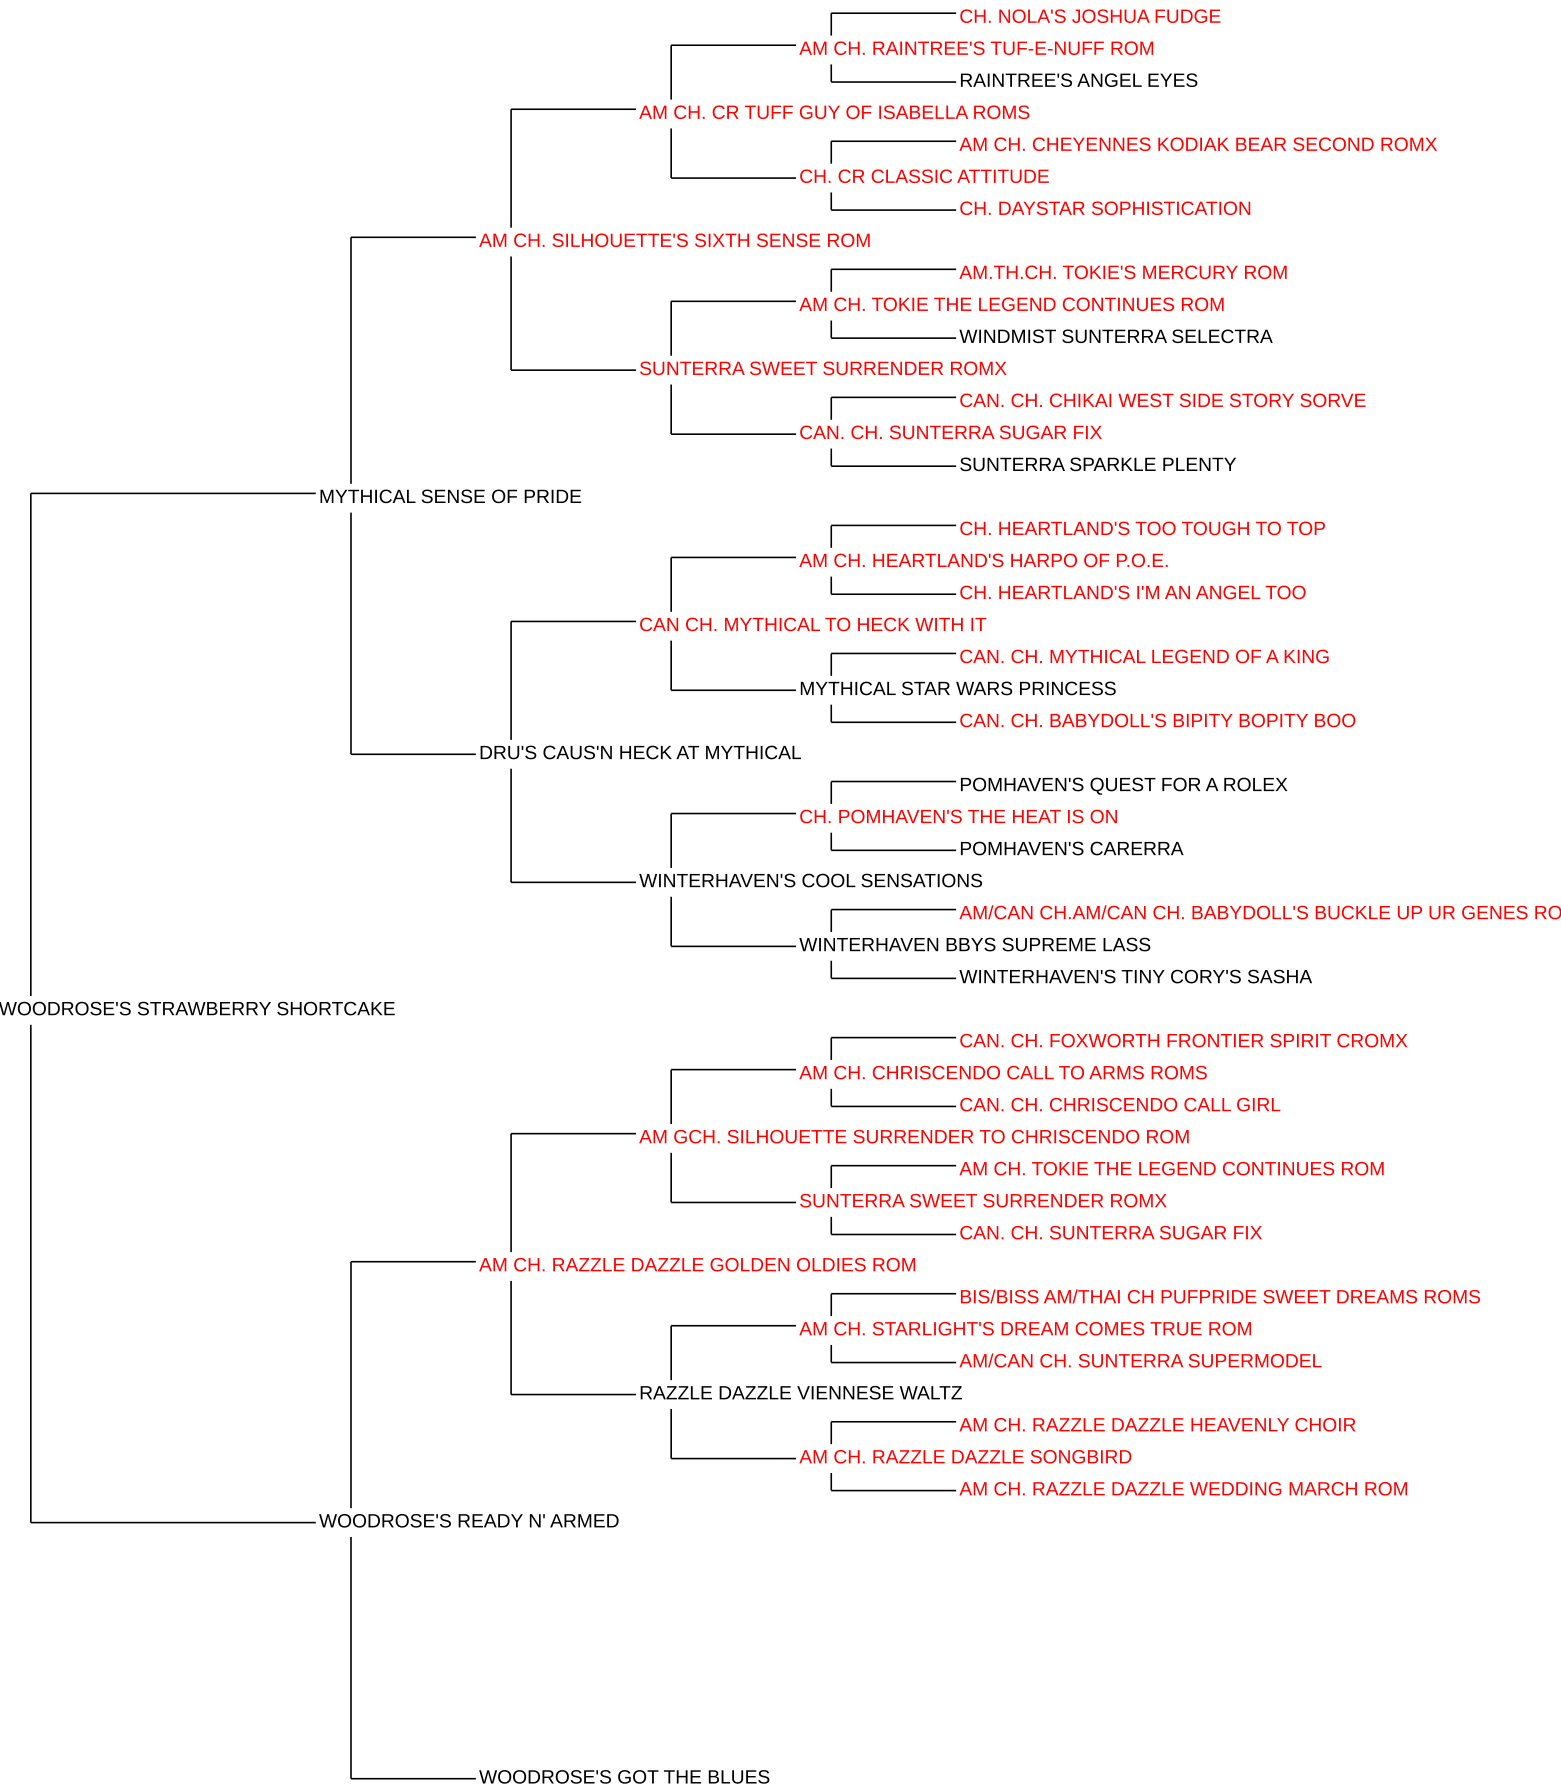 CH. NOLA'S JOSHUA FUDGE
AM CH. RAINTREE'S TUF-E-NUFF ROM
RAINTREE'S ANGEL EYES
AM CH. CR TUFF GUY OF ISABELLA ROMS
AM CH. CHEYENNES KODIAK BEAR SECOND ROMX
CH. CR CLASSIC ATTITUDE
CH. DAYSTAR SOPHISTICATION
AM CH. SILHOUETTE'S SIXTH SENSE ROM
AM.TH.CH. TOKIE'S MERCURY ROM
AM CH. TOKIE THE LEGEND CONTINUES ROM
WINDMIST SUNTERRA SELECTRA
SUNTERRA SWEET SURRENDER ROMX
CAN. CH. CHIKAI WEST SIDE STORY SORVE
CAN. CH. SUNTERRA SUGAR FIX
SUNTERRA SPARKLE PLENTY
MYTHICAL SENSE OF PRIDE
CH. HEARTLAND'S TOO TOUGH TO TOP
AM CH. HEARTLAND'S HARPO OF P.O.E.
CH. HEARTLAND'S I'M AN ANGEL TOO
CAN CH. MYTHICAL TO HECK WITH IT
CAN. CH. MYTHICAL LEGEND OF A KING
MYTHICAL STAR WARS PRINCESS
CAN. CH. BABYDOLL'S BIPITY BOPITY BOO
DRU'S CAUS'N HECK AT MYTHICAL
POMHAVEN'S QUEST FOR A ROLEX
CH. POMHAVEN'S THE HEAT IS ON
POMHAVEN'S CARERRA
WINTERHAVEN'S COOL SENSATIONS
AM/CAN CH.AM/CAN CH. BABYDOLL'S BUCKLE UP UR GENES RO
WINTERHAVEN BBYS SUPREME LASS
WINTERHAVEN'S TINY CORY'S SASHA
WOODROSE'S STRAWBERRY SHORTCAKE
CAN. CH. FOXWORTH FRONTIER SPIRIT CROMX
AM CH. CHRISCENDO CALL TO ARMS ROMS
CAN. CH. CHRISCENDO CALL GIRL
AM GCH. SILHOUETTE SURRENDER TO CHRISCENDO ROM
AM CH. TOKIE THE LEGEND CONTINUES ROM
SUNTERRA SWEET SURRENDER ROMX
CAN. CH. SUNTERRA SUGAR FIX
AM CH. RAZZLE DAZZLE GOLDEN OLDIES ROM
BIS/BISS AM/THAI CH PUFPRIDE SWEET DREAMS ROMS
AM CH. STARLIGHT'S DREAM COMES TRUE ROM
AM/CAN CH. SUNTERRA SUPERMODEL
RAZZLE DAZZLE VIENNESE WALTZ
AM CH. RAZZLE DAZZLE HEAVENLY CHOIR
AM CH. RAZZLE DAZZLE SONGBIRD
AM CH. RAZZLE DAZZLE WEDDING MARCH ROM
WOODROSE'S READY N' ARMED
WOODROSE'S GOT THE BLUES